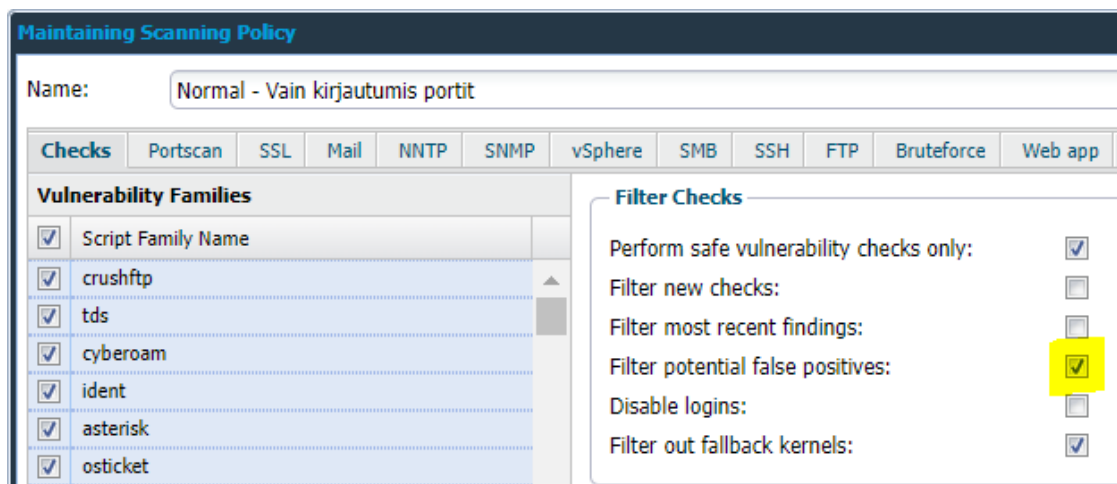 Maintaining Scanning Policy
Name: Normal - Vain kirjautumis portit
Checks Portscan SSL Mail NNTP SNMP vSphere SMB SSH FTP Bruteforce Web app
Vulnerability Families
Script Family Name
crushftp
tds
cyberoam
ident
asterisk
osticket
Filter Checks
Perform safe vulnerability checks only:
Filter new checks:
Filter most recent findings:
Filter potential false positives:
Disable logins:
Filter out fallback kernels: